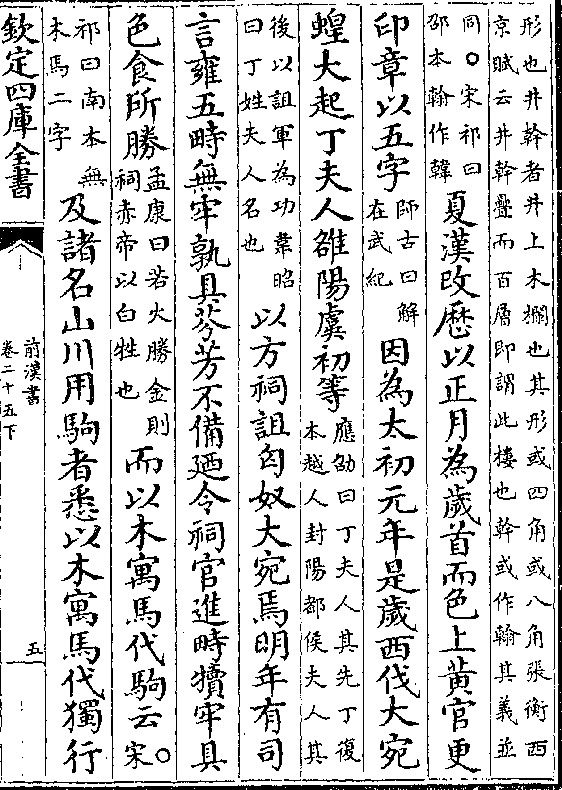 形也井幹者井上木欄也其形或四角或八角張衡西
京賦云井幹疊而百層即謂此樓也幹或作翰其義並
同○宋祁曰
邵本翰作韓
夏漢改厯以正月為歲首而色上黃官更
印章以五字
師古曰解
在武紀
因為太初元年是歲西伐大宛
蝗大起丁夫人雒陽虞初等
應劭曰丁夫人其先丁復
本越人封陽都侯夫人其
後以詛軍為功韋昭
曰丁姓夫人名也
以方祠詛匈奴大宛焉明年有司
言雍五畤無牢孰具芬芳不備廼令祠官進畤犢牢具
色食所勝
孟康曰若火勝金則
祠赤帝以白牲也
而以木寓馬代駒云
○宋
祁曰南本無
木馬二字
及諸名山川用駒者悉以木寓馬代獨行
欽定四庫全書
前漢書
卷二十五下
五